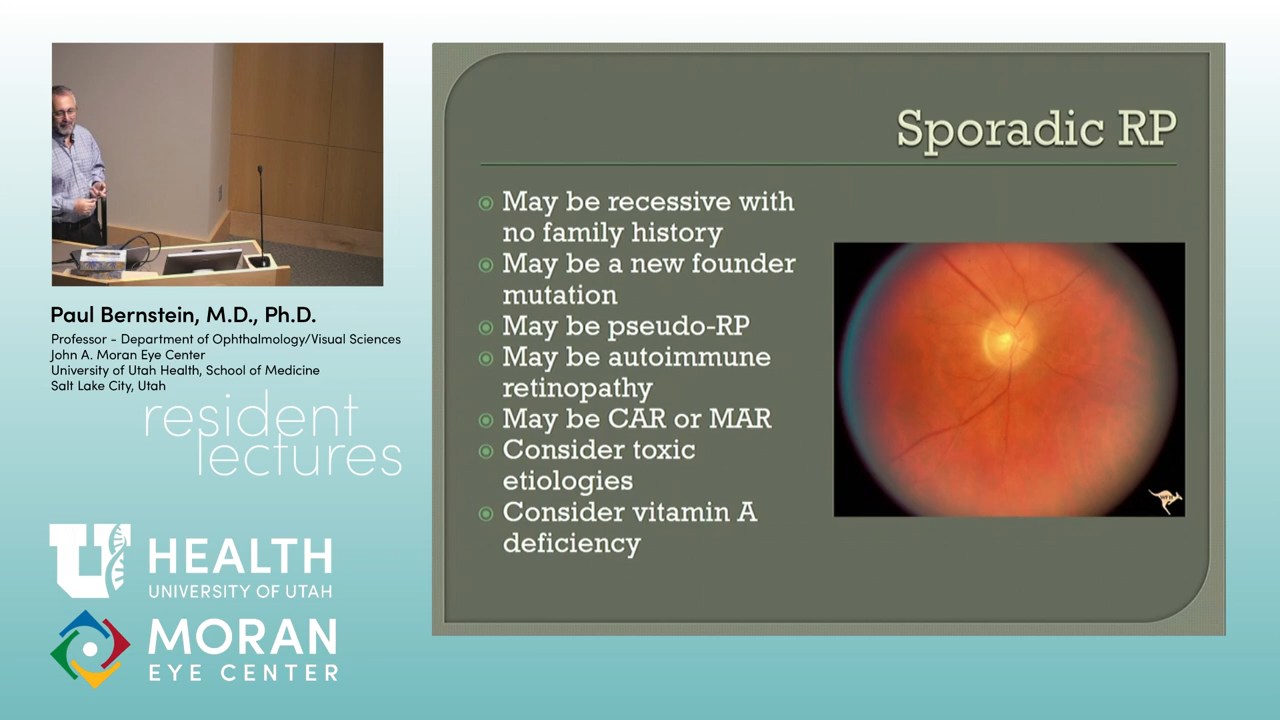 Sporadic RP
May be recessive with
no family history
May be a new founder
mutation
May be pseudo-RP
May be autoimmune
retinopathy
May be CAR or MAR
Consider toxic
etiologies
Consider vitamin A
deficiency
Paul Bernstein, M.D., Ph.D.
Professor - Department of Ophthalmology/Visual Sciences
John A. Moran Eye Center
University of Utah Health, School of Medicine
Salt Lake City, Utah
resident
lectures
U HEALTH
UNIVERSITY OF UTAH
MORAN
EYE CENTER